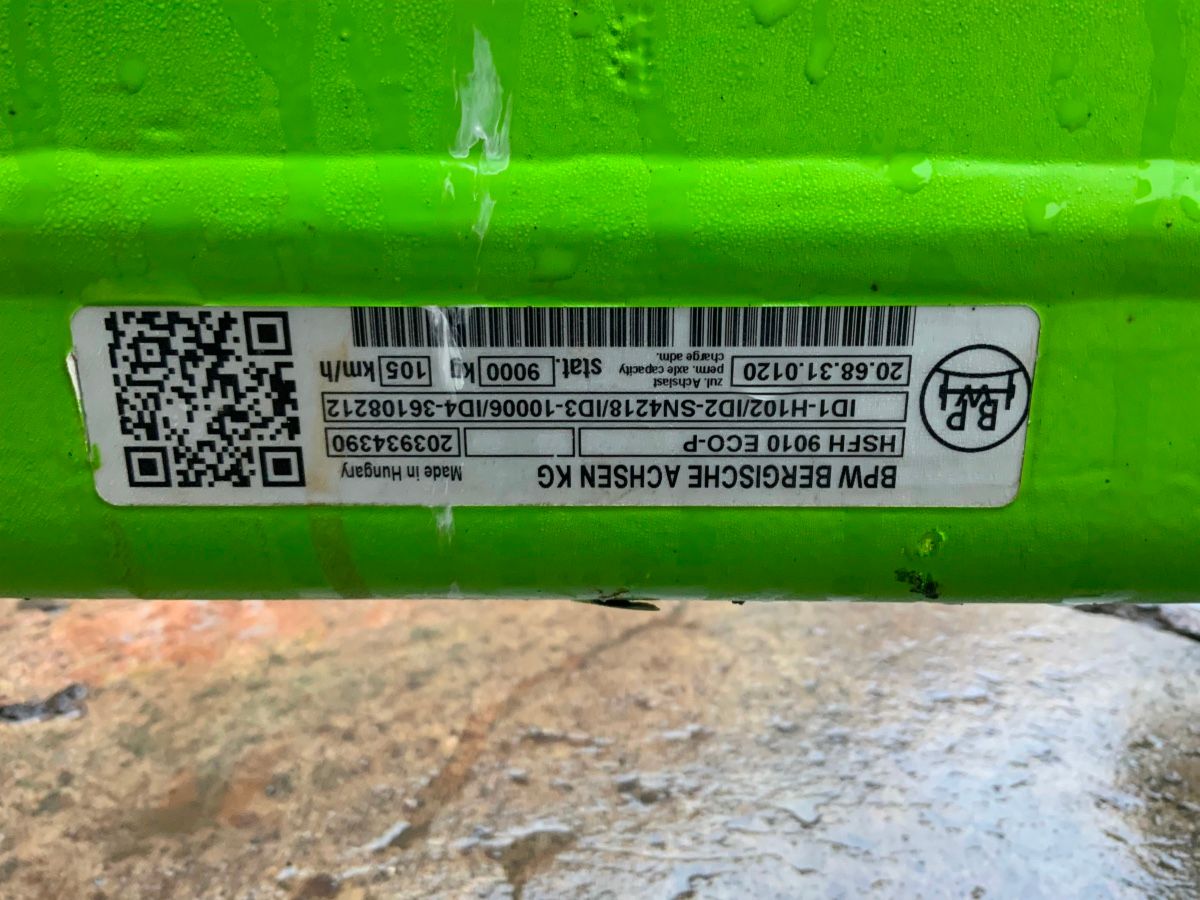 BPW BERGISCHE ACHSEN KG Made in Hungary
HSFH 9010 ECO-P 203934390
ID1-H102/ID2-SN4218/ID3-10006/ID4-36108212
20.68.31.0120 zul. Achslast perm. axle capacity charge adm. Stat. 9000 kg 105 km/h
BPW